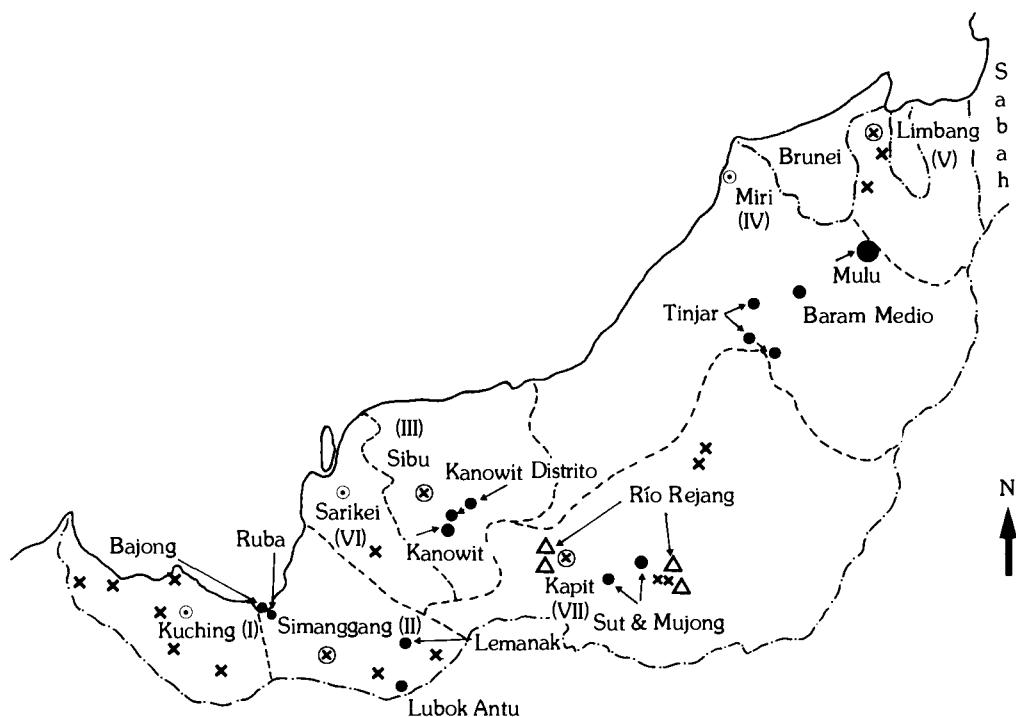 Sabah
Limbang
(V)
Brunei
Miri
(IV)
Mulu
Tinjar
Baram Medio
(III)
Sibu
Kanowit Distrito
Río Rejang
N
Sarikei
(VI)
Kanowit
Bajong
Ruba
Kapit
(VII)
Kuching (I)
Simanggang (II)
Sut & Mujong
Lemanak
Lubok Antu